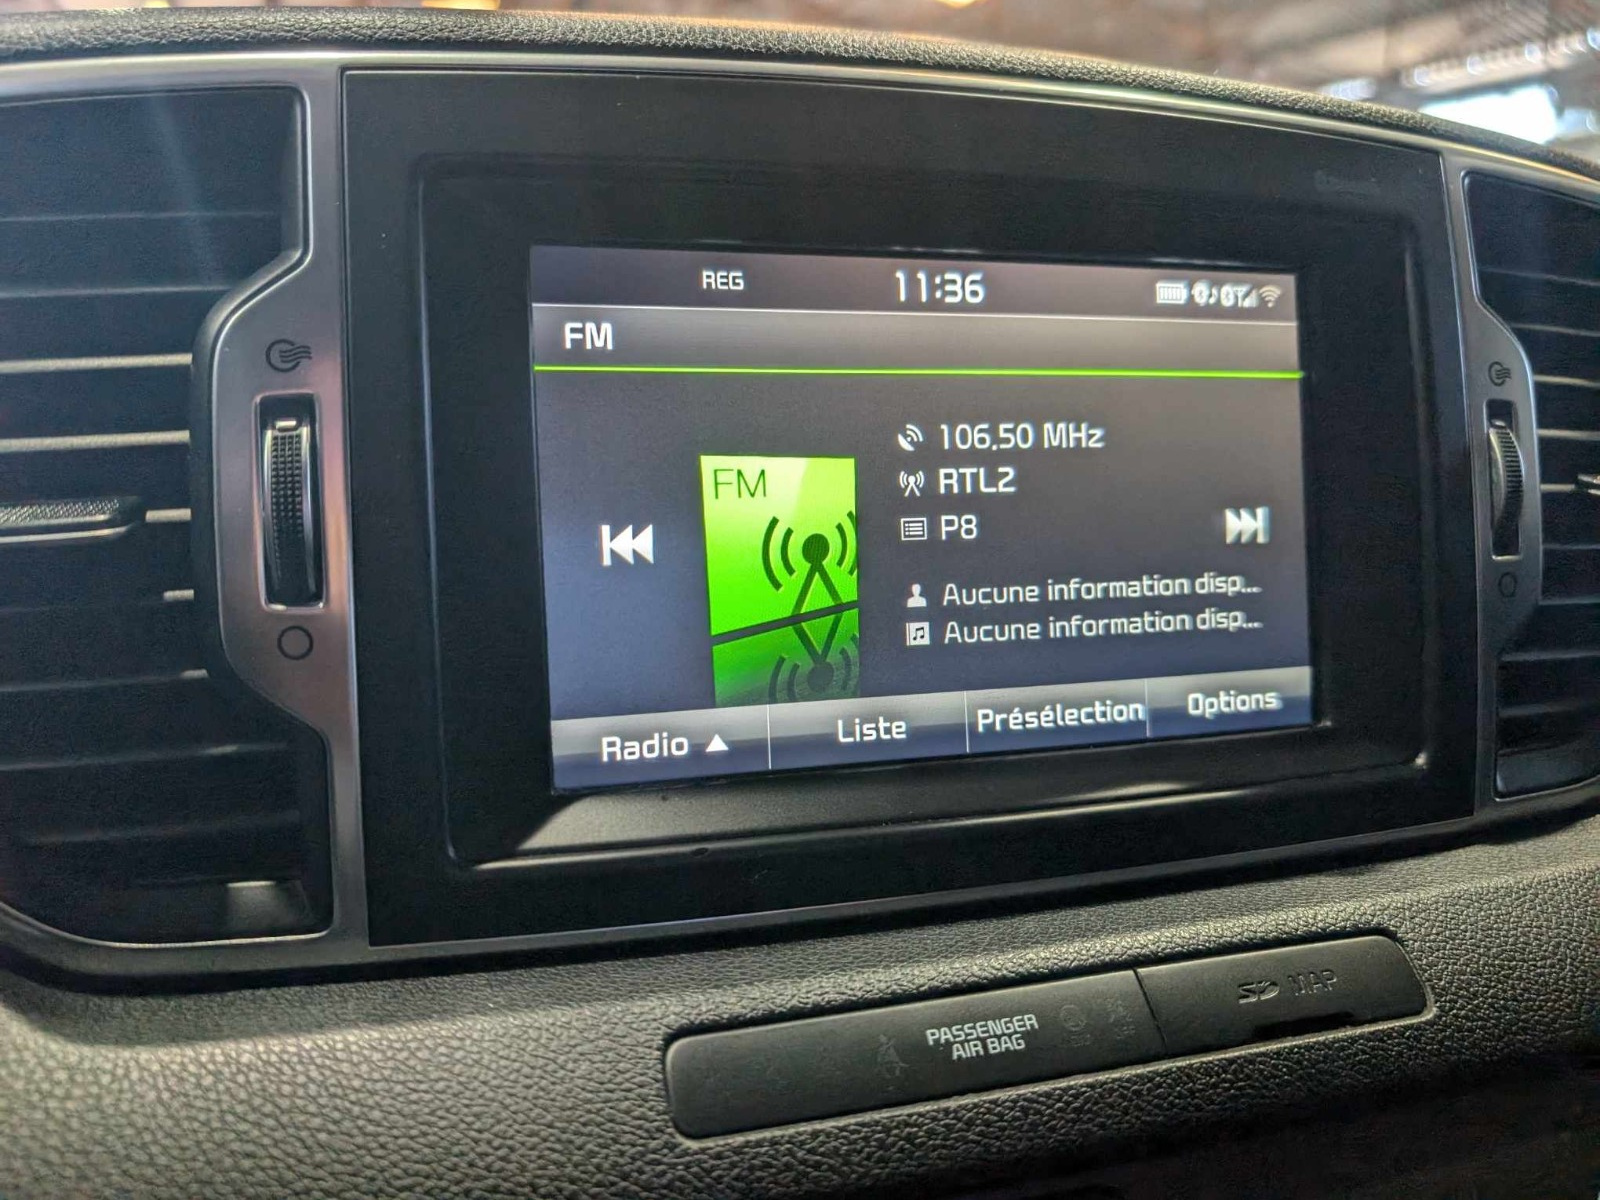 REG 11:36
FM
FM
106.50 MHz
RTL2
P8
Aucune information disp...
Aucune information disp...
Radio ▲ Liste Présélection Options
PASSENGER
AIR BAG
SD MAP